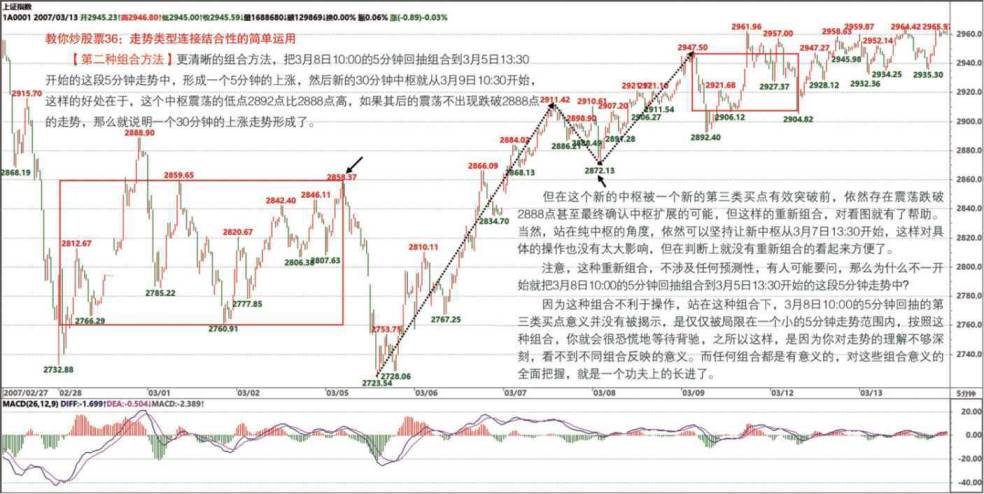 上证指数
1A0001 2007/03/13 开2945.23↑高2946.80↑低2945.00↑收2945.59↓量1688680↓额129869↓换0.00% 振0.06% 涨(-0.89)-0.03%
教你炒股票36：走势类型连接结合性的简单运用
【第二种组合方法】更清晰的组合方法，把3月8日10:00的5分钟回抽组合到3月5日13:30
开始的这段5分钟走势中，形成一个5分钟的上涨，然后新的30分钟中枢就从3月9日10:30开始，
这样的好处在于，这个中枢震荡的低点2892点比2888点高，如果其后的震荡不出现跌破2888点
的走势，那么就说明一个30分钟的上涨走势形成了。
2961.96 2957.00 2958.63 2959.87 2964.42
2947.50 2947.27 2952.14
2945.98 2934.25 2935.30
2927.37 2928.12 2932.36
2921.68
2915.70 2911.42 2910.61 2907.20 2911.54
2906.27 2906.12 2904.82
2898.90
2888.90 2884.02 2886.21 2891.28 2892.40
2868.19 2859.65 2858.37 2866.09 2868.13 2872.13
2842.40 2846.11 2834.70
2812.67 2820.67 2806.38 2807.63 2810.11
2785.22 2777.85
2766.29 2760.91 2767.25
2732.88 2753.75 2728.06
2723.54
但在这个新的中枢被一个新的第三类买点有效突破前，依然存在震荡跌破
2888点甚至最终确认中枢扩展的可能，但这样的重新组合，对看图就有了帮助。
当然，站在纯中枢的角度，依然可以坚持让新中枢从3月7日13:30开始，这样对具
体的操作也没有太大影响，但在判断上就没有重新组合的看起来方便了。
注意，这种重新组合，不涉及任何预测性，有人可能要问，那么为什么不一开
始就把3月8日10:00的5分钟回抽组合到3月5日13:30开始的这段5分钟走势中？
因为这种组合不利于操作，站在这种组合下，3月8日10:00的5分钟回抽的第
三类买点意义并没有被揭示，是仅仅被局限在一个小的5分钟走势范围内，按照这
种组合，你就会很恐慌地等待背驰，之所以这样，是因为你对走势的理解不够深
刻，看不到不同组合反映的意义。而任何组合都是有意义的，对这些组合意义的
全面把握，就是一个功夫上的长进了。
2960
2940
2920
2900
2880
2860
2840
2820
2800
2780
2760
2740
2007/02/27 02/28 03/01 03/02 03/05 03/06 03/07 03/08 03/09 03/12 03/13 5分钟
MACD(26,12,9) DIFF:-1.699↑DEA:-0.504↓MACD:-2.389↑
20.00
0.00
-20.00
-40.00